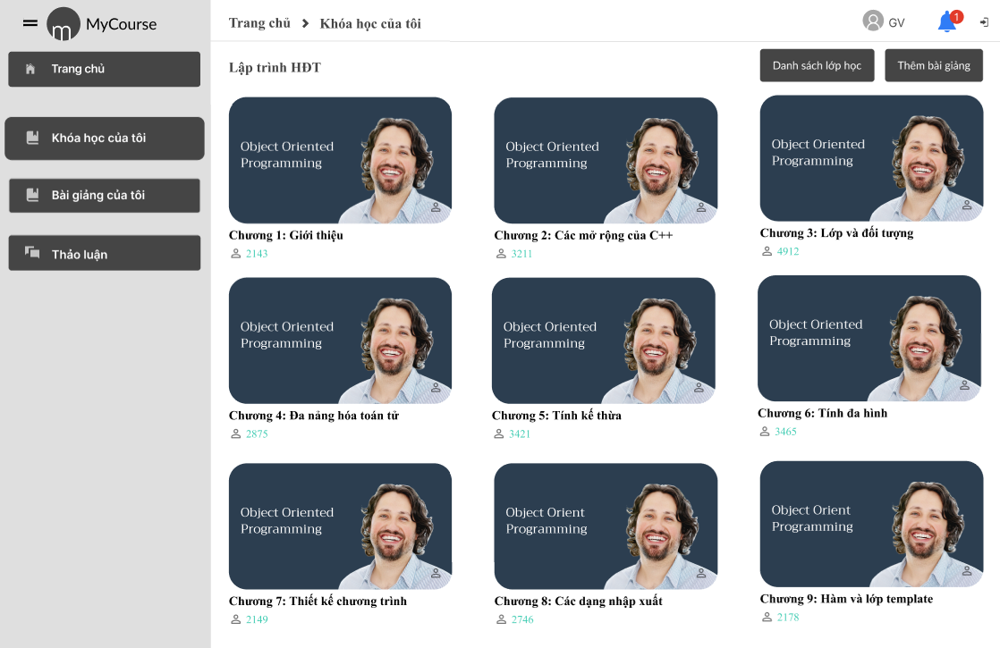 m MyCourse
Trang chủ
Khóa học của tôi
Bài giảng của tôi
Thảo luận
Trang chủ Khóa học của tôi
GV
1
Lập trình HĐT
Danh sách lớp học
Thêm bài giảng
Object Oriented
Programming
Chương 1: Giới thiệu
2143
Object Oriented
Programming
Chương 2: Các mở rộng của C++
3211
Object Oriented
Programming
Chương 3: Lớp và đối tượng
4912
Object Oriented
Programming
Chương 4: Đa năng hóa toán tử
2875
Object Oriented
Programming
Chương 5: Tính kế thừa
3421
Object Oriented
Programming
Chương 6: Tính đa hình
3465
Object Oriented
Programming
Chương 7: Thiết kế chương trình
2149
Object Orient
Programming
Chương 8: Các dạng nhập xuất
2746
Object Orient
Programming
Chương 9: Hàm và lớp template
2178